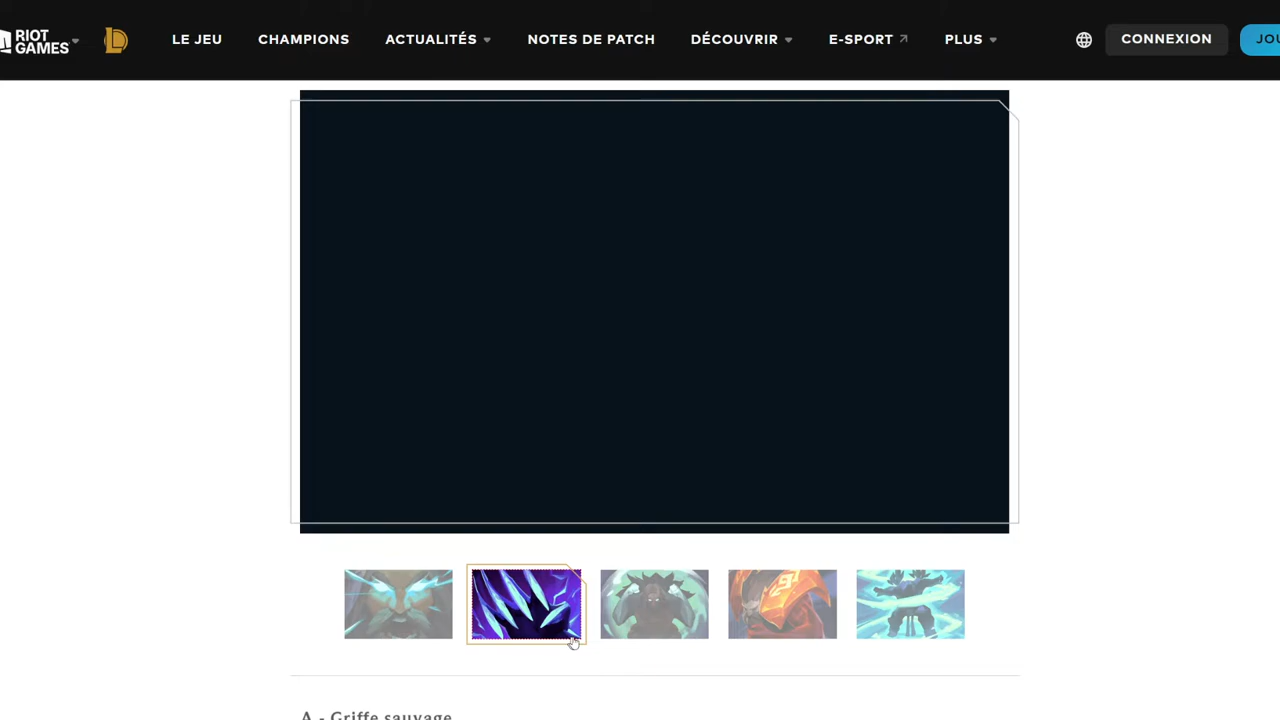 RIOT GAMES
LE JEU CHAMPIONS ACTUALITÉS NOTES DE PATCH DÉCOUVRIR E-SPORT PLUS CONNEXION
A - Griffe sauvage